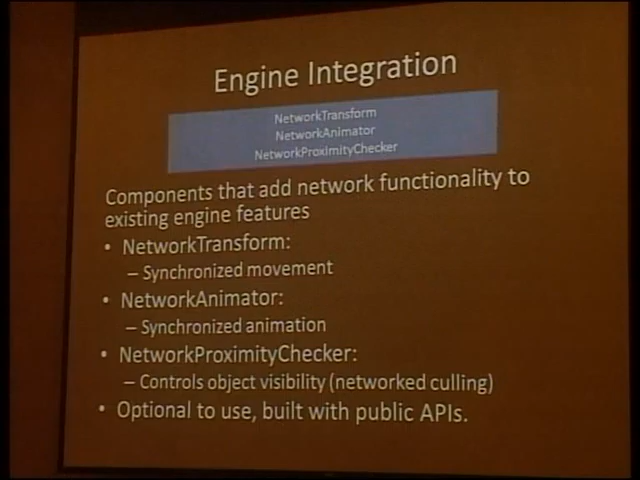 Engine Integration
NetworkTransform
NetworkAnimator
NetworkProximityChecker
Components that add network functionality to
existing engine features
• NetworkTransform:
– Synchronized movement
• NetworkAnimator:
– Synchronized animation
• NetworkProximityChecker:
– Controls object visibility (networked culling)
• Optional to use, built with public APIs.